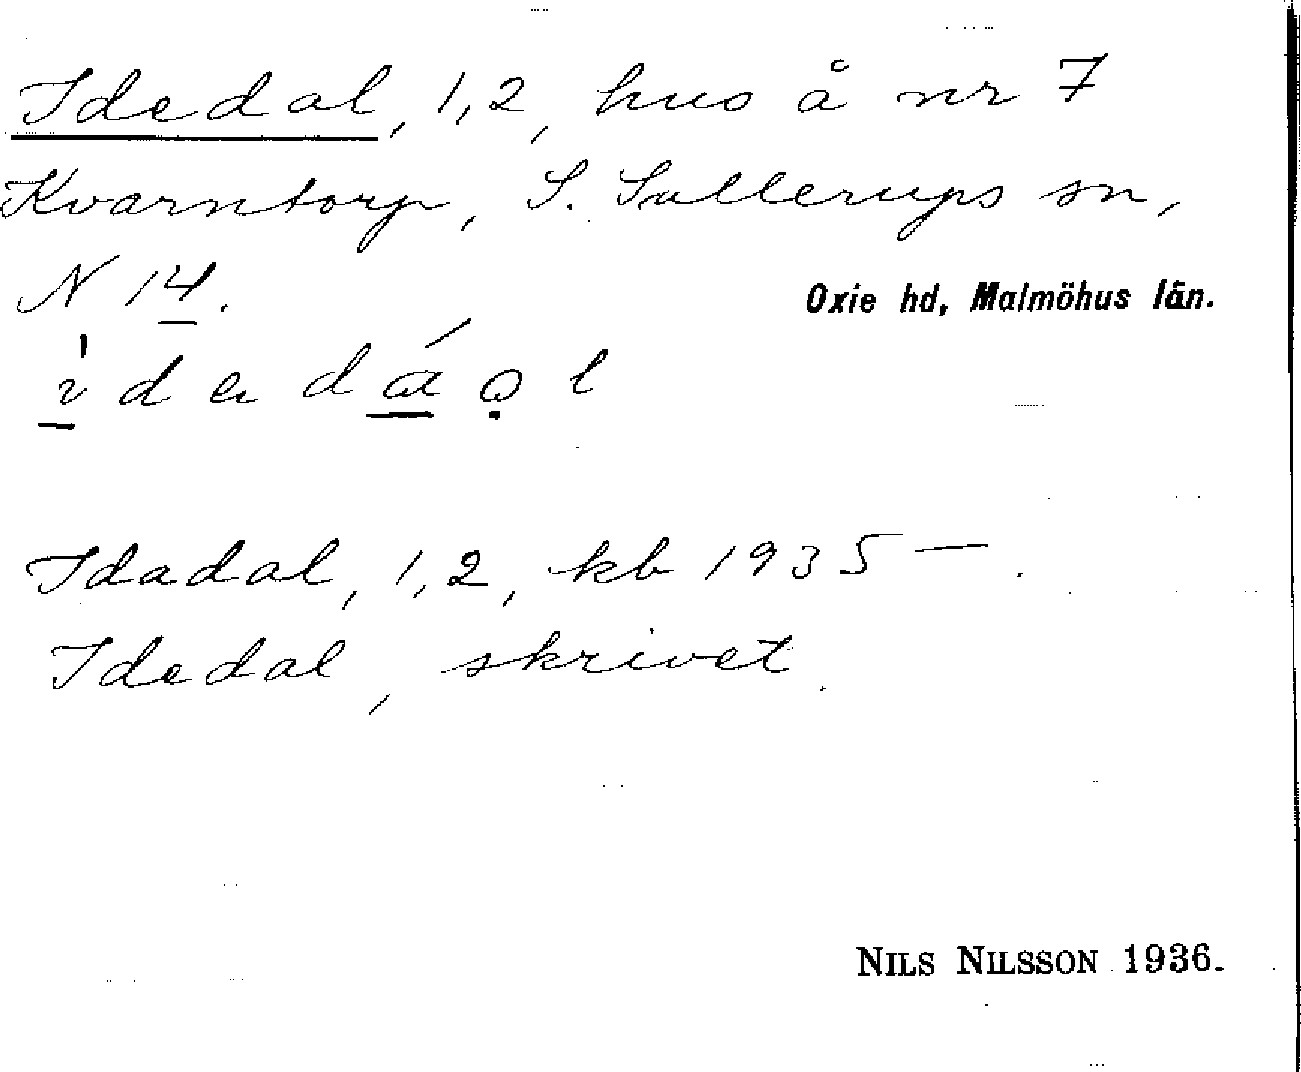 Idedal, 1,2, hus å nr 7
Kvarntorp, S. Sallerups sn,
N 14.
Oxie hd, Malmöhus län.
Idadal, 1,2, kb 1935 —.
Idedal, skrivet.
NILS NILSSON 1936.